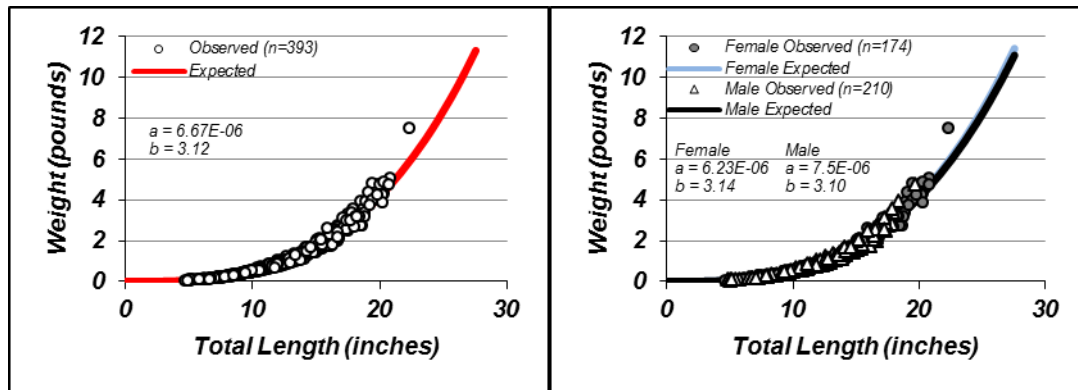 12
10
8
6
4
2
0
Weight (pounds)
Observed (n=393)
Expected
a = 6.67E-06
b = 3.12
0 10 20 30
Total Length (inches)
12
10
8
6
4
2
0
Weight (pounds)
Female Observed (n=174)
Female Expected
Male Observed (n=210)
Male Expected
Female Male
a = 6.23E-06 a = 7.5E-06
b = 3.14 b = 3.10
0 10 20 30
Total Length (inches)